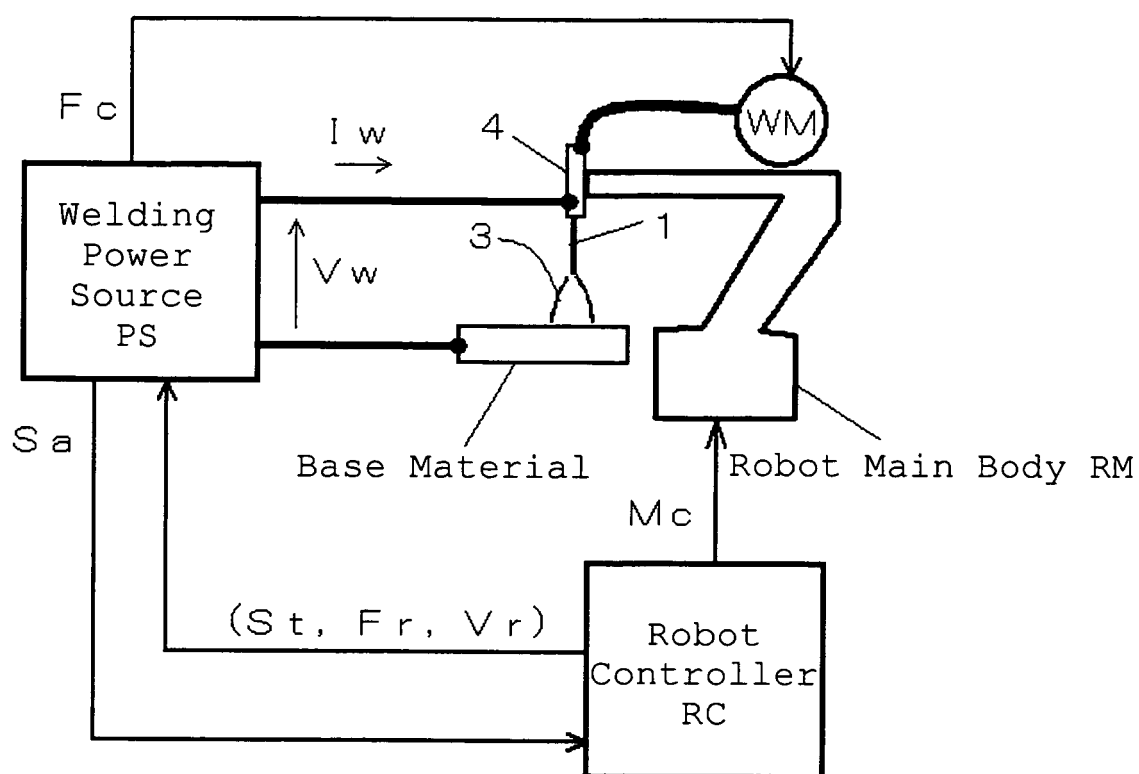 Fc
WM
Iw
4
Welding
Power
Source
PS
Vw
3
1
Sa
Base Material
Robot Main Body RM
Mc
(St, Fr, Vr)
Robot
Controller
RC